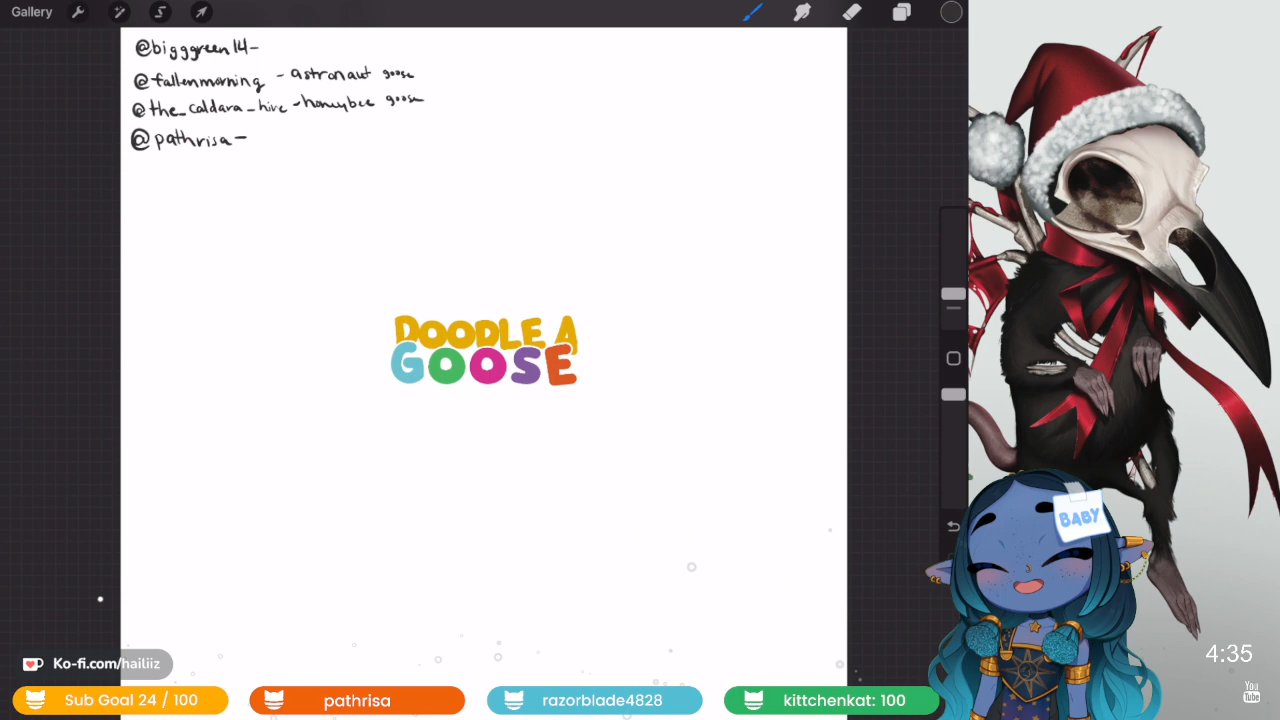 Gallery
@bigggreen14-
@fallenmorning - astronaut goose
@the_caldara_hive - honeybee goose
@pathrisa-
DOODLE A
GOOSE
BABY
Ko-fi.com/hailiiz
4:35
You
Tube
Sub Goal 24 / 100
pathrisa
razorblade4828
kittchenkat: 100